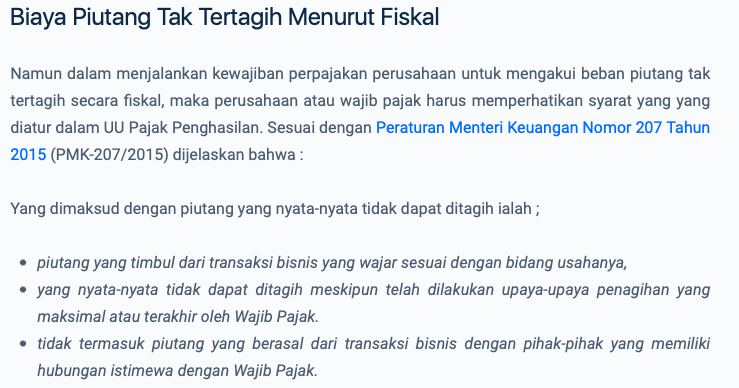 Biaya Piutang Tak Tertagih Menurut Fiskal
Namun dalam menjalankan kewajiban perpajakan perusahaan untuk mengakui beban piutang tak
tertagih secara fiskal, maka perusahaan atau wajib pajak harus memperhatikan syarat yang yang
diatur dalam UU Pajak Penghasilan. Sesuai dengan Peraturan Menteri Keuangan Nomor 207 Tahun
2015 (PMK-207/2015) dijelaskan bahwa :
Yang dimaksud dengan piutang yang nyata-nyata tidak dapat ditagih ialah ;
• piutang yang timbul dari transaksi bisnis yang wajar sesuai dengan bidang usahanya,
• yang nyata-nyata tidak dapat ditagih meskipun telah dilakukan upaya-upaya penagihan yang
maksimal atau terakhir oleh Wajib Pajak.
• tidak termasuk piutang yang berasal dari transaksi bisnis dengan pihak-pihak yang memiliki
hubungan istimewa dengan Wajib Pajak.